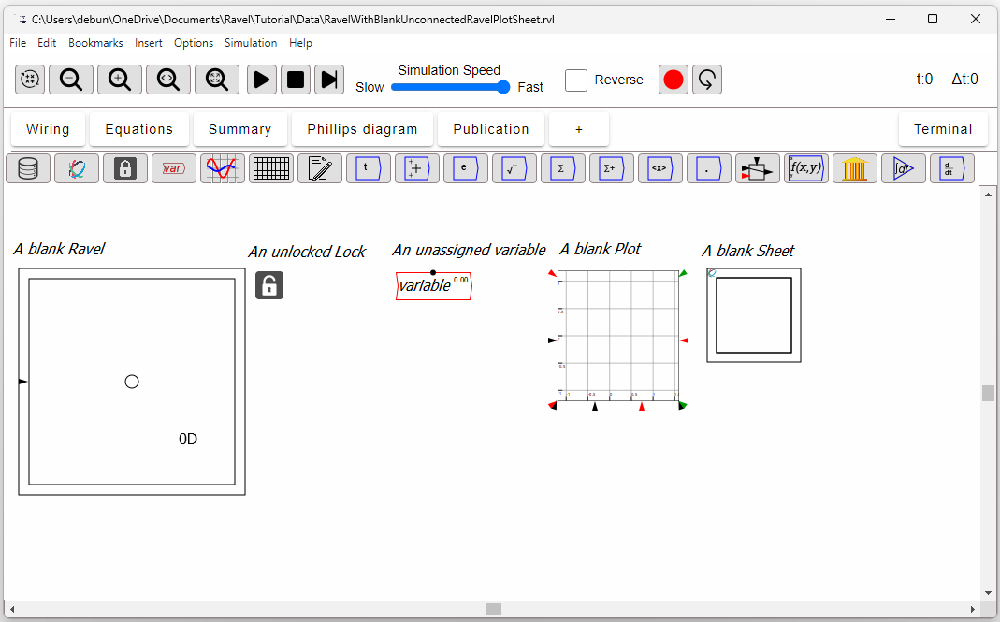 C:\Users\debun\OneDrive\Documents\Ravel\Tutorial\Data\RavelWithBlankUnconnectedRavelPlotSheet.rvl
File Edit Bookmarks Insert Options Simulation Help
Simulation Speed
Slow Fast Reverse t:0 Δt:0
Wiring Equations Summary Phillips diagram Publication + Terminal
var t e √ Σ Σ+ <x> . f(x,y) ∫dt d/dt
A blank Ravel An unlocked Lock An unassigned variable A blank Plot A blank Sheet
variable 0.00
0D